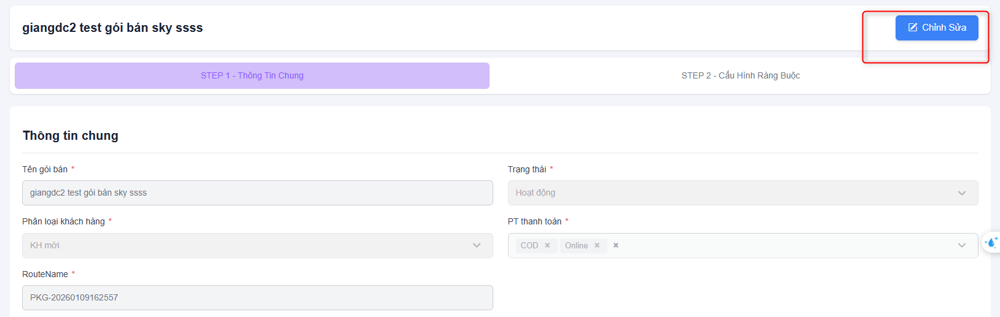 giangdc2 test gói bán sky ssss
Chỉnh Sửa
STEP 1 - Thông Tin Chung
STEP 2 - Cấu Hình Ràng Buộc
Thông tin chung
Tên gói bán *
Trạng thái *
giangdc2 test gói bán sky ssss
Hoạt động
Phân loại khách hàng *
PT thanh toán *
KH mới
COD × Online × ×
RouteName *
PKG-20260109162557